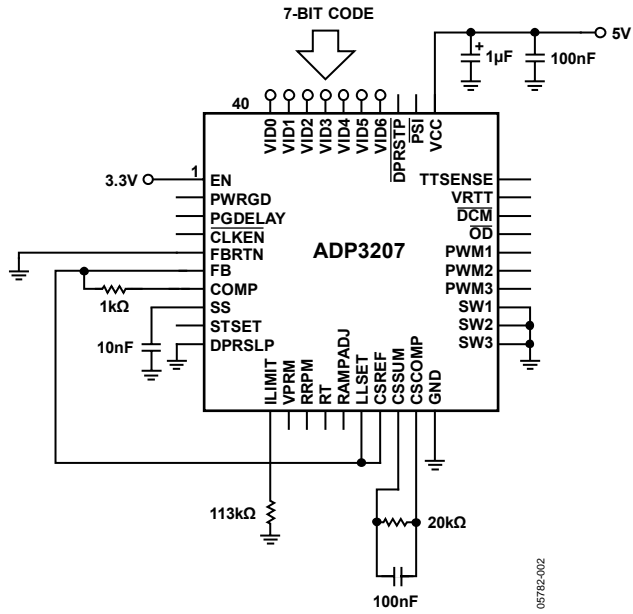 7-BIT CODE
5V
1µF
+
100nF
40
VID0
VID1
VID2
VID3
VID4
VID5
VID6
DPRSTP
PSI
VCC
3.3V
1
EN
PWRGD
PGDELAY
CLKEN
FBRTN
FB
COMP
SS
STSET
DPRSLP
1kΩ
10nF
ADP3207
TTSENSE
VRTT
DCM
OD
PWM1
PWM2
PWM3
SW1
SW2
SW3
ILIMIT
VPRM
RRPM
RT
RAMPADJ
LLSET
CSREF
CSSUM
CSCOMP
GND
113kΩ
20kΩ
100nF
05782-002